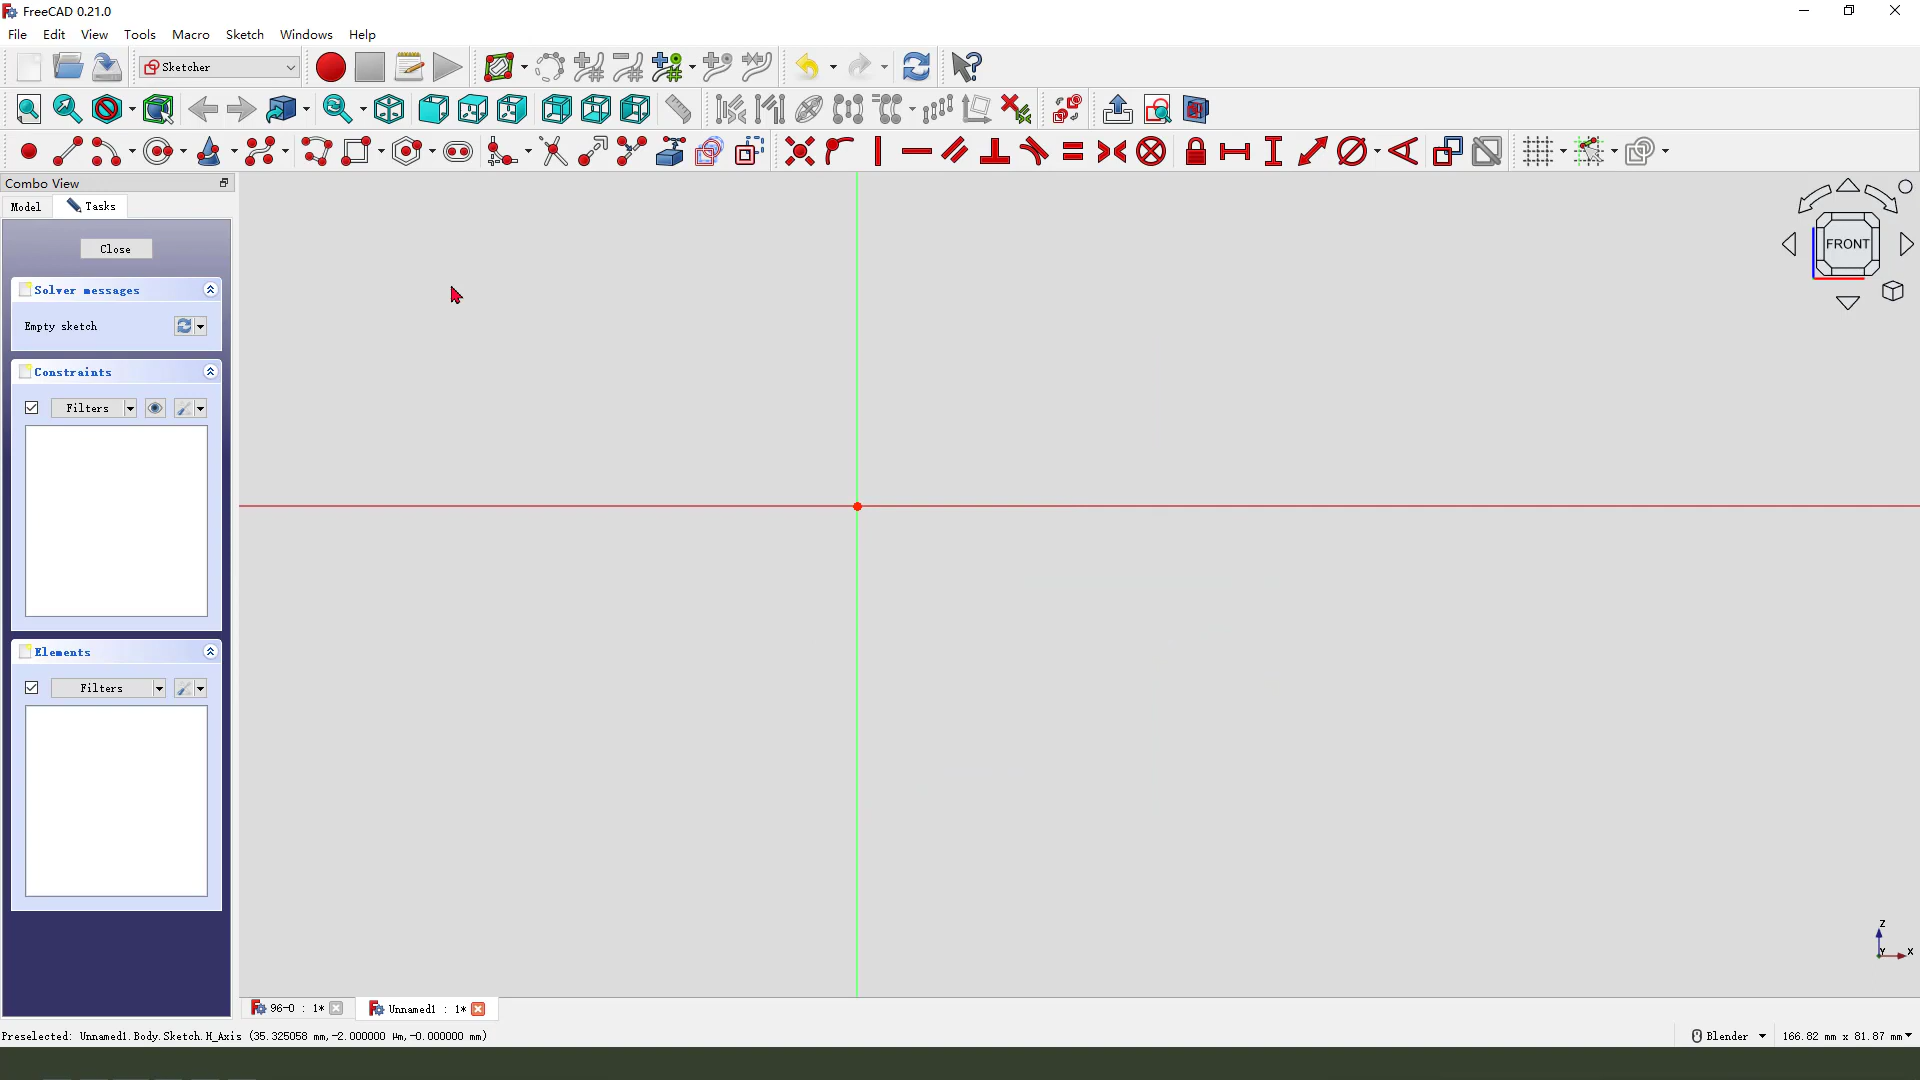 FreeCAD 0.21.0
File Edit View Tools Macro Sketch Windows Help
Sketcher
Combo View
Model Tasks
Close
Solver messages
Empty sketch
Constraints
Filters
Elements
Filters
FRONT
Z
Y
X
96-0 : 1*
Unnamed1 : 1*
Preselected: Unnamed1.Body.Sketch.H_Axis (35.325058 mm,-2.000000 μm,-0.000000 mm)
Blender
166.82 mm x 81.87 mm